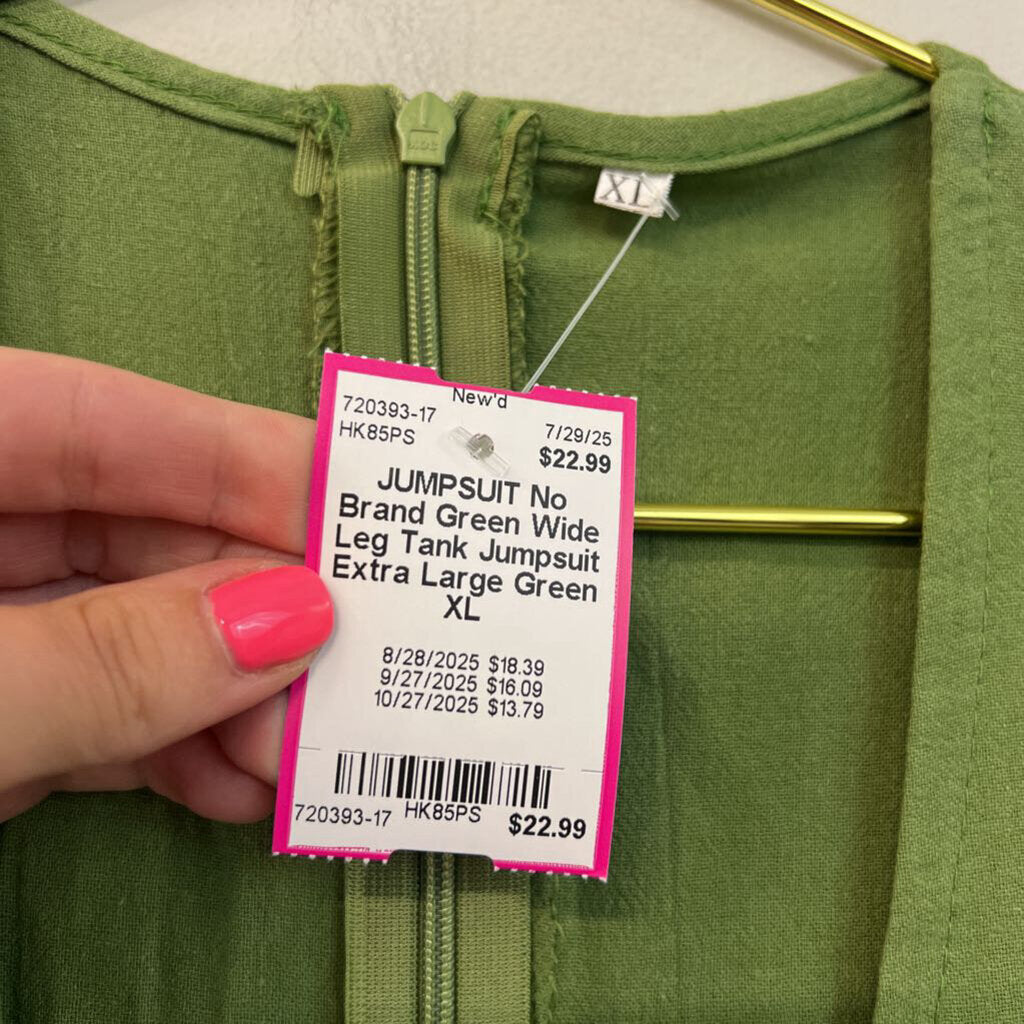 XL
New'd
720393-17
HK85PS
7/29/25
$22.99
JUMPSUIT No
Brand Green Wide
Leg Tank Jumpsuit
Extra Large Green
XL
8/28/2025 $18.39
9/27/2025 $16.09
10/27/2025 $13.79
720393-17 HK85PS $22.99